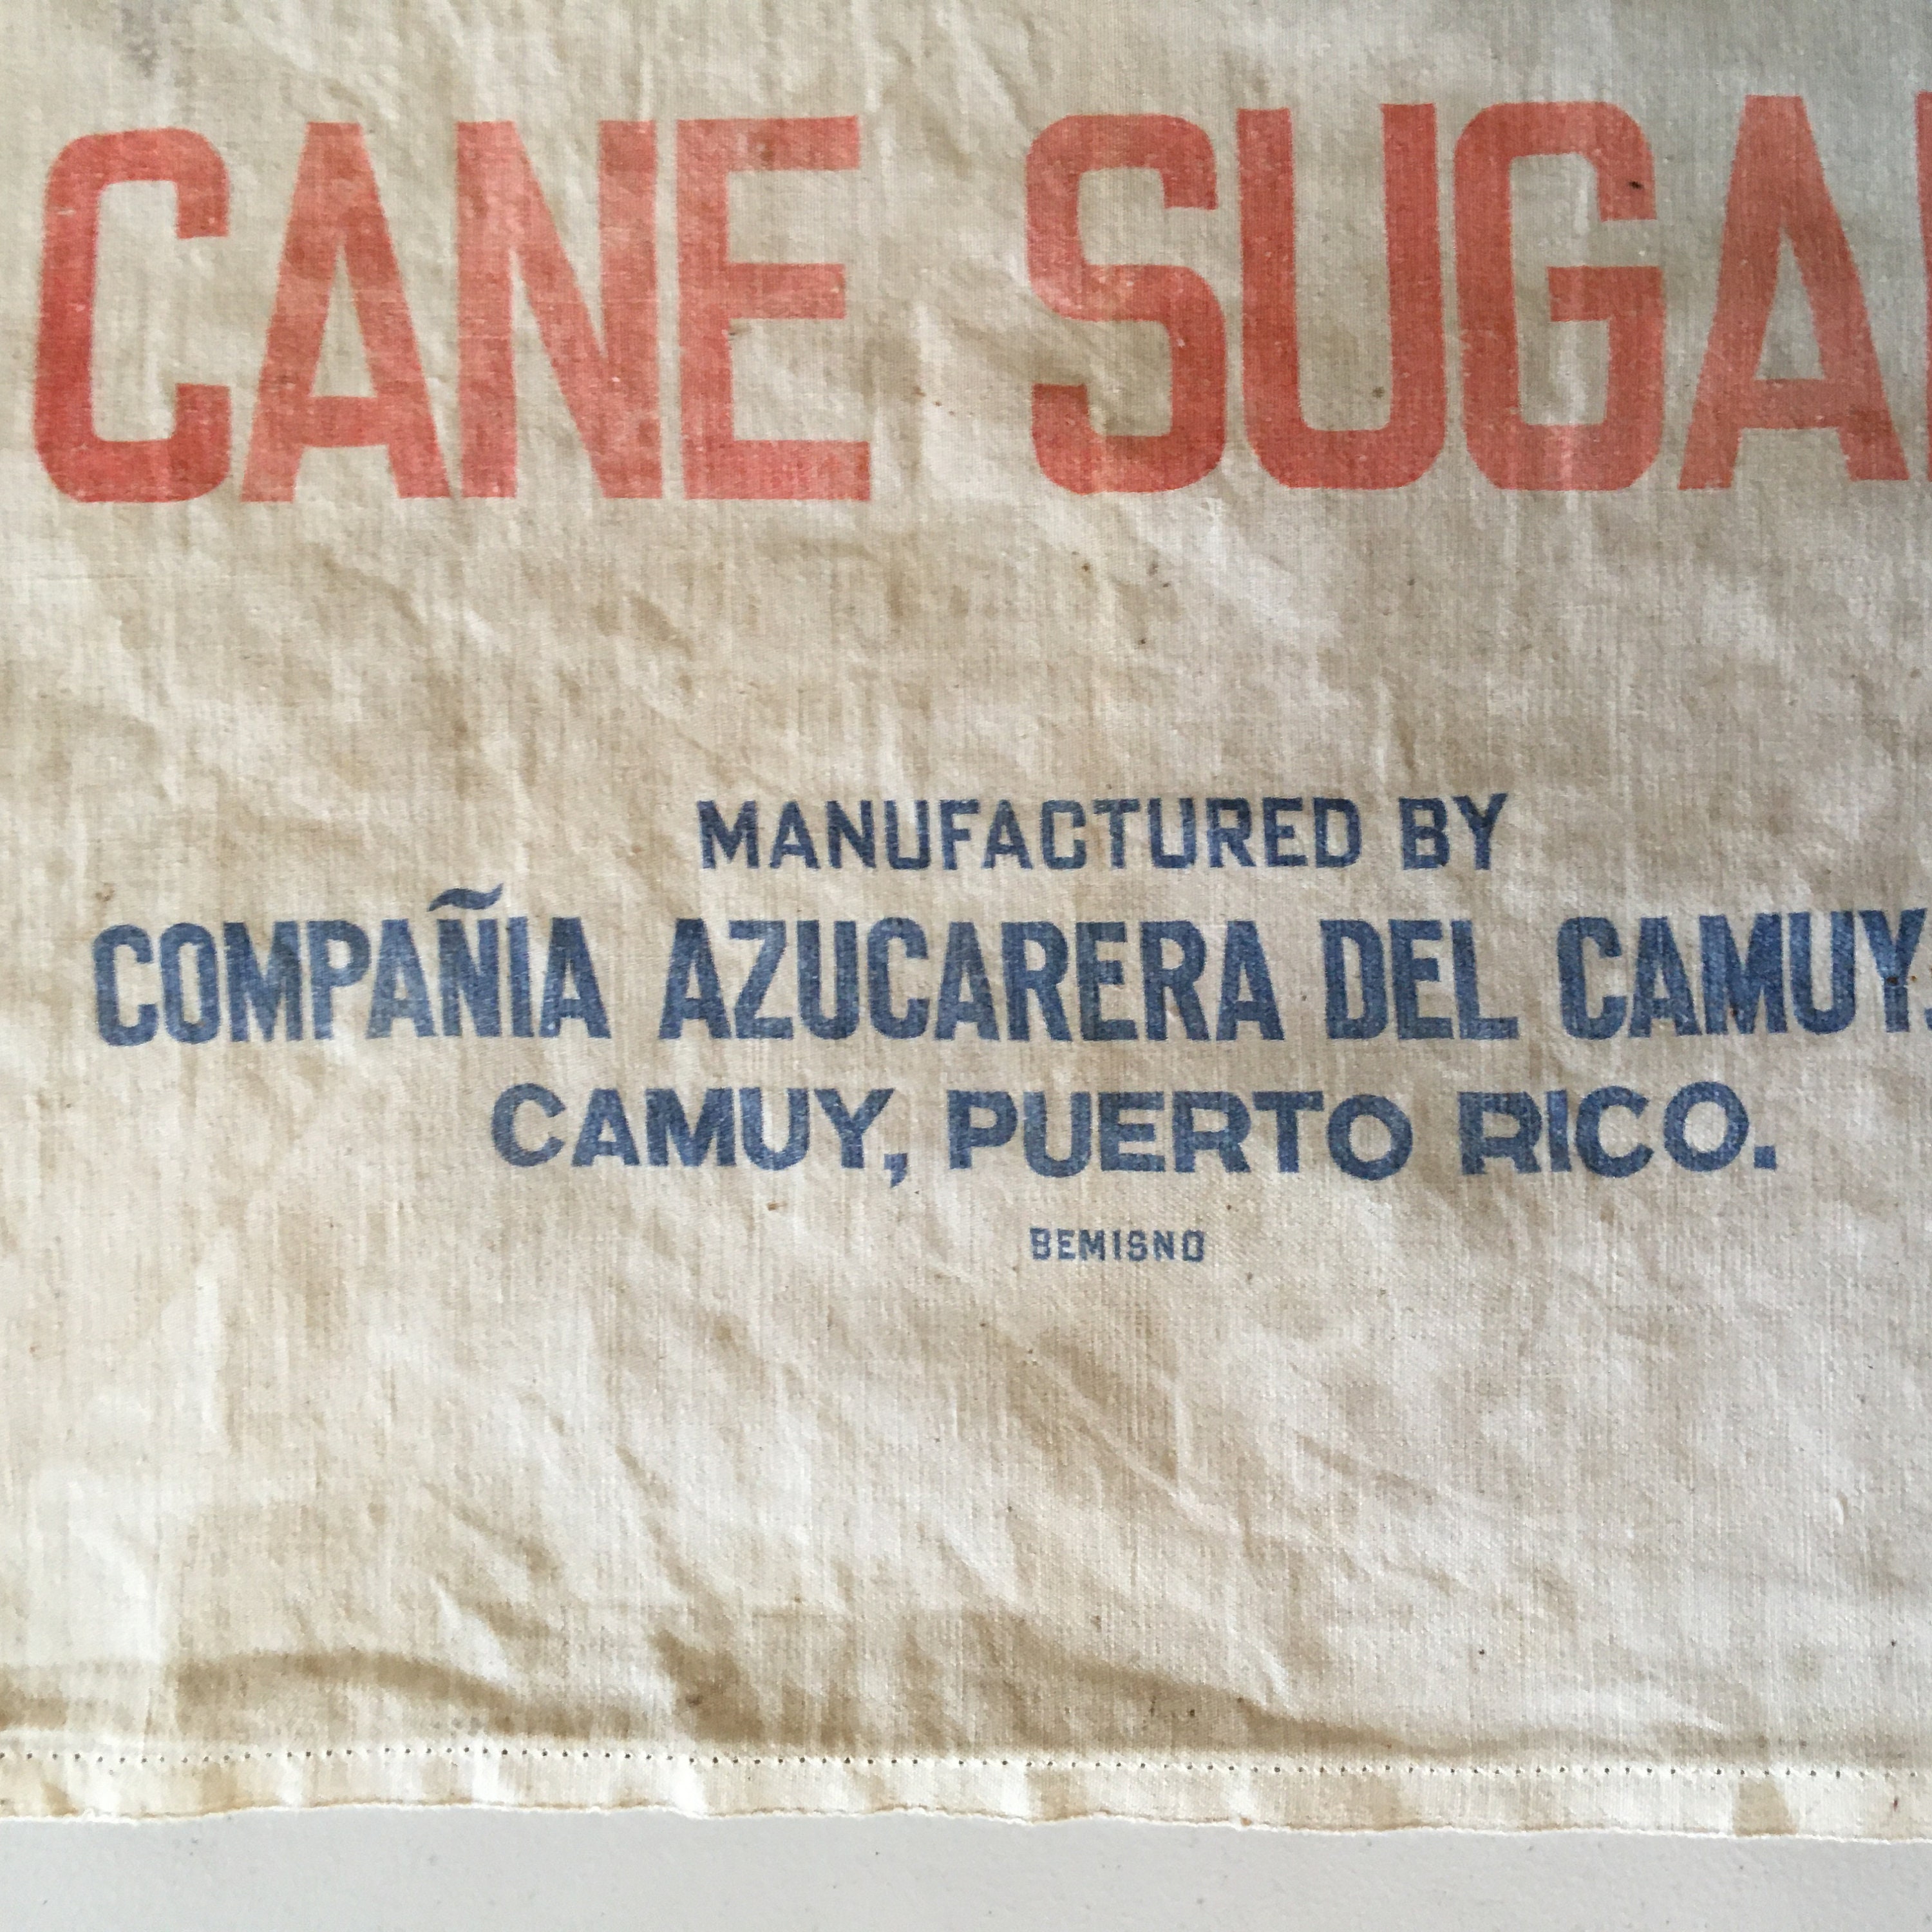 CANE SUGA
MANUFACTURED BY
COMPAÑIA AZUCARERA DEL CAMUY,
CAMUY, PUERTO RICO.
BEMISNO